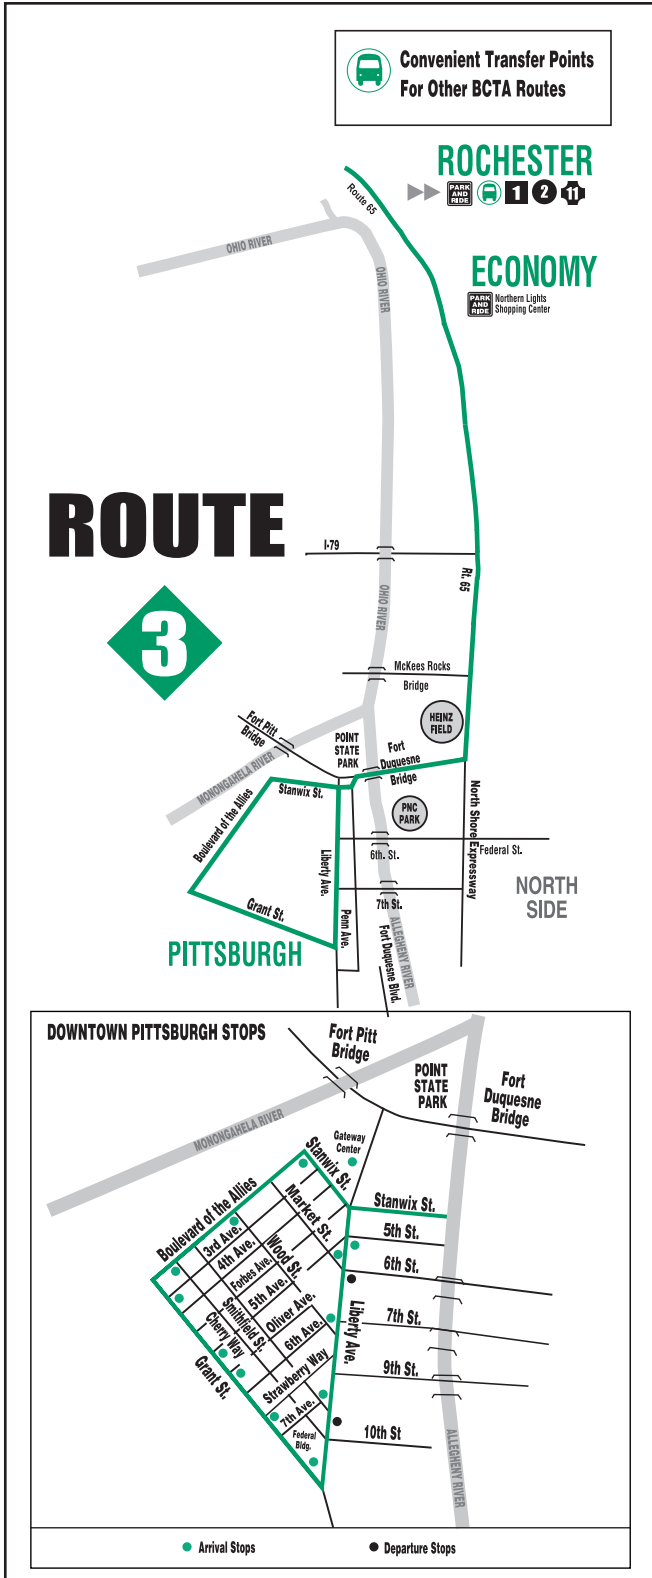 Convenient Transfer Points
For Other BCTA Routes
ROCHESTER
PARK
AND
RIDE
1
2
11
Route 65
OHIO RIVER
OHIO RIVER
ECONOMY
PARK
AND
RIDE
Northern Lights
Shopping Center
ROUTE
3
I-79
Rt. 65
OHIO RIVER
McKees Rocks
Bridge
HEINZ
FIELD
Fort Pitt
Bridge
POINT
STATE
PARK
Fort
Duquesne
Bridge
MONONGAHELA RIVER
Stanwix St.
Boulevard of the Allies
PNC
PARK
North Shore Expressway
Federal St.
6th. St.
Liberty Ave.
7th St.
NORTH
SIDE
Grant St.
Penn Ave.
ALLEGHENY RIVER
Fort Duquesne Blvd.
PITTSBURGH
DOWNTOWN PITTSBURGH STOPS
Fort Pitt
Bridge
POINT
STATE
PARK
Fort
Duquesne
Bridge
MONONGAHELA RIVER
Gateway
Center
Stanwix St.
Boulevard of the Allies
Market St.
Stanwix St.
5th St.
3rd Ave.
4th Ave.
Wood St.
Forbes Ave.
5th Ave.
6th St.
Smithfield St.
Oliver Ave.
Liberty Ave.
7th St.
Cherry Way
6th Ave.
Grant St.
Strawberry Way
9th St.
7th Ave.
Federal
Bldg.
10th St
ALLEGHENY RIVER
Arrival Stops
Departure Stops